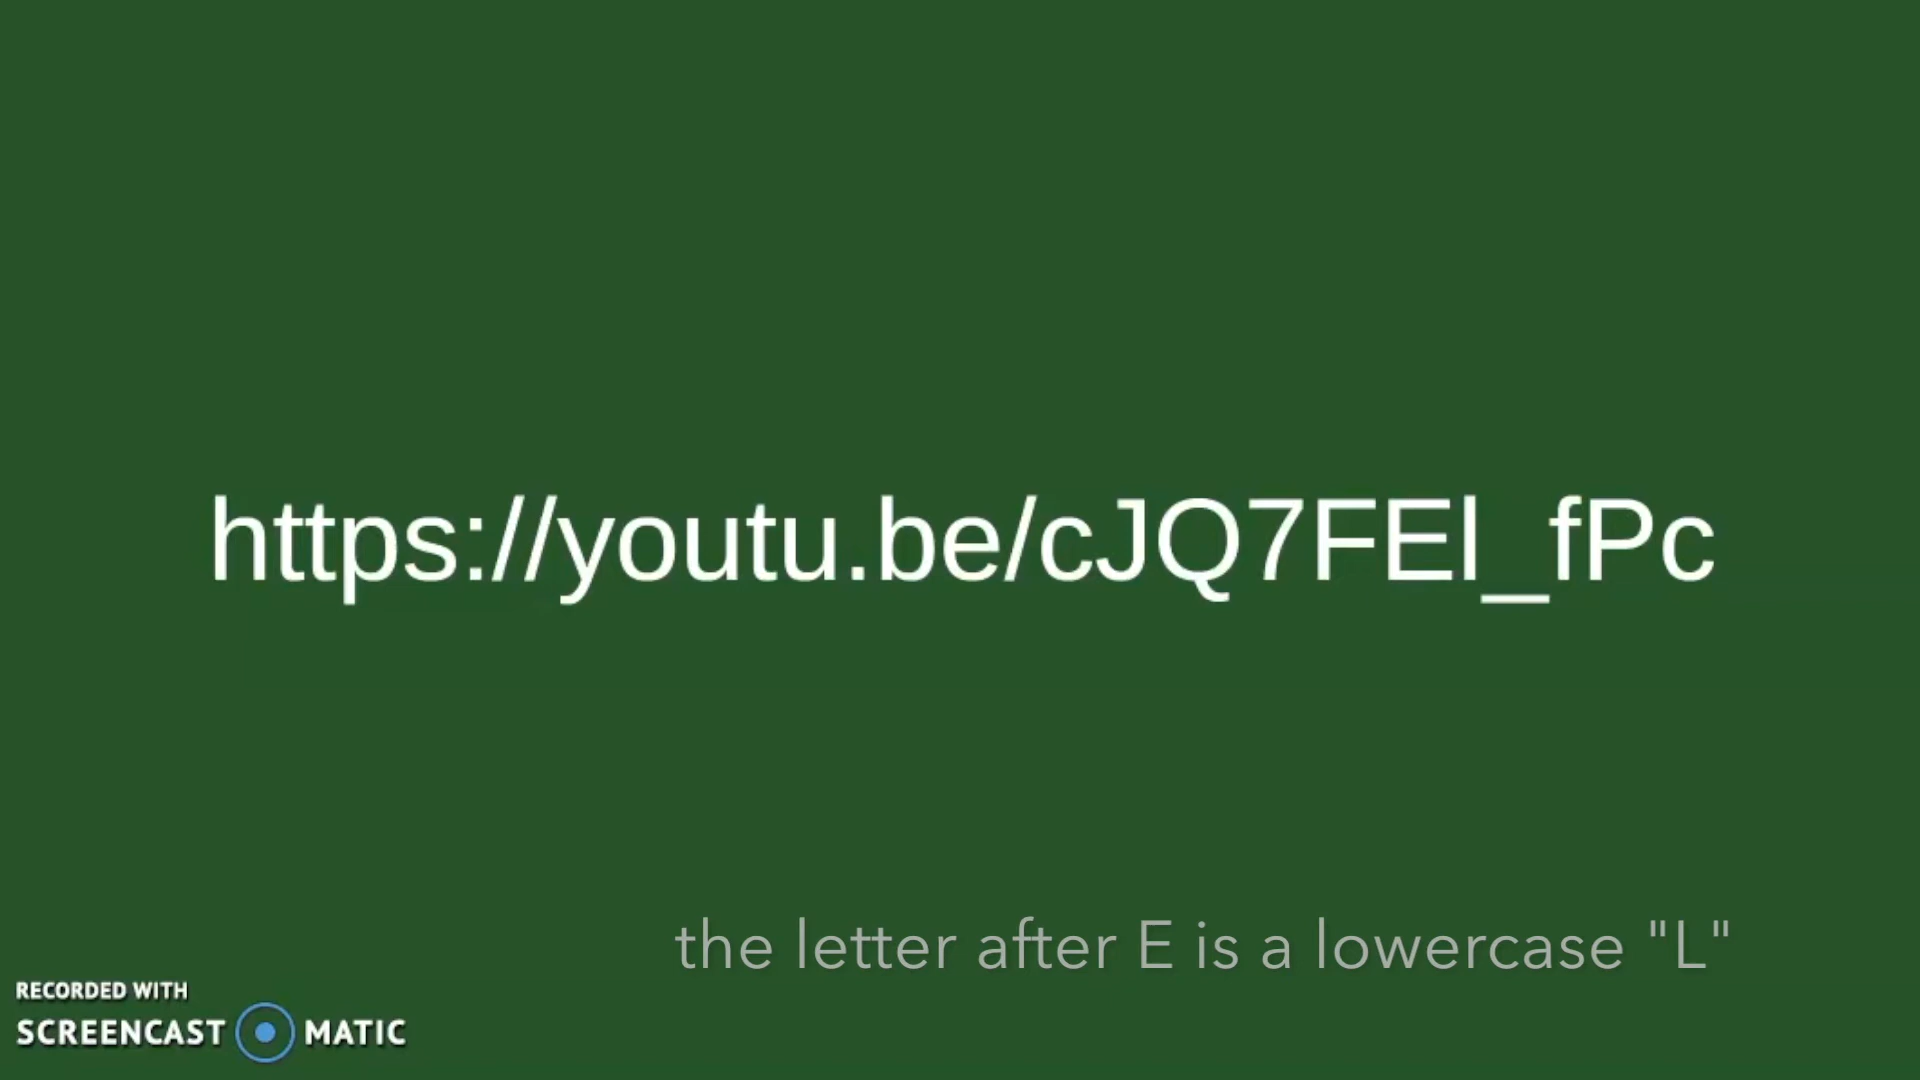 https://youtu.be/cJQ7FEl_fPc
the letter after E is a lowercase "L"
RECORDED WITH
SCREENCAST MATIC